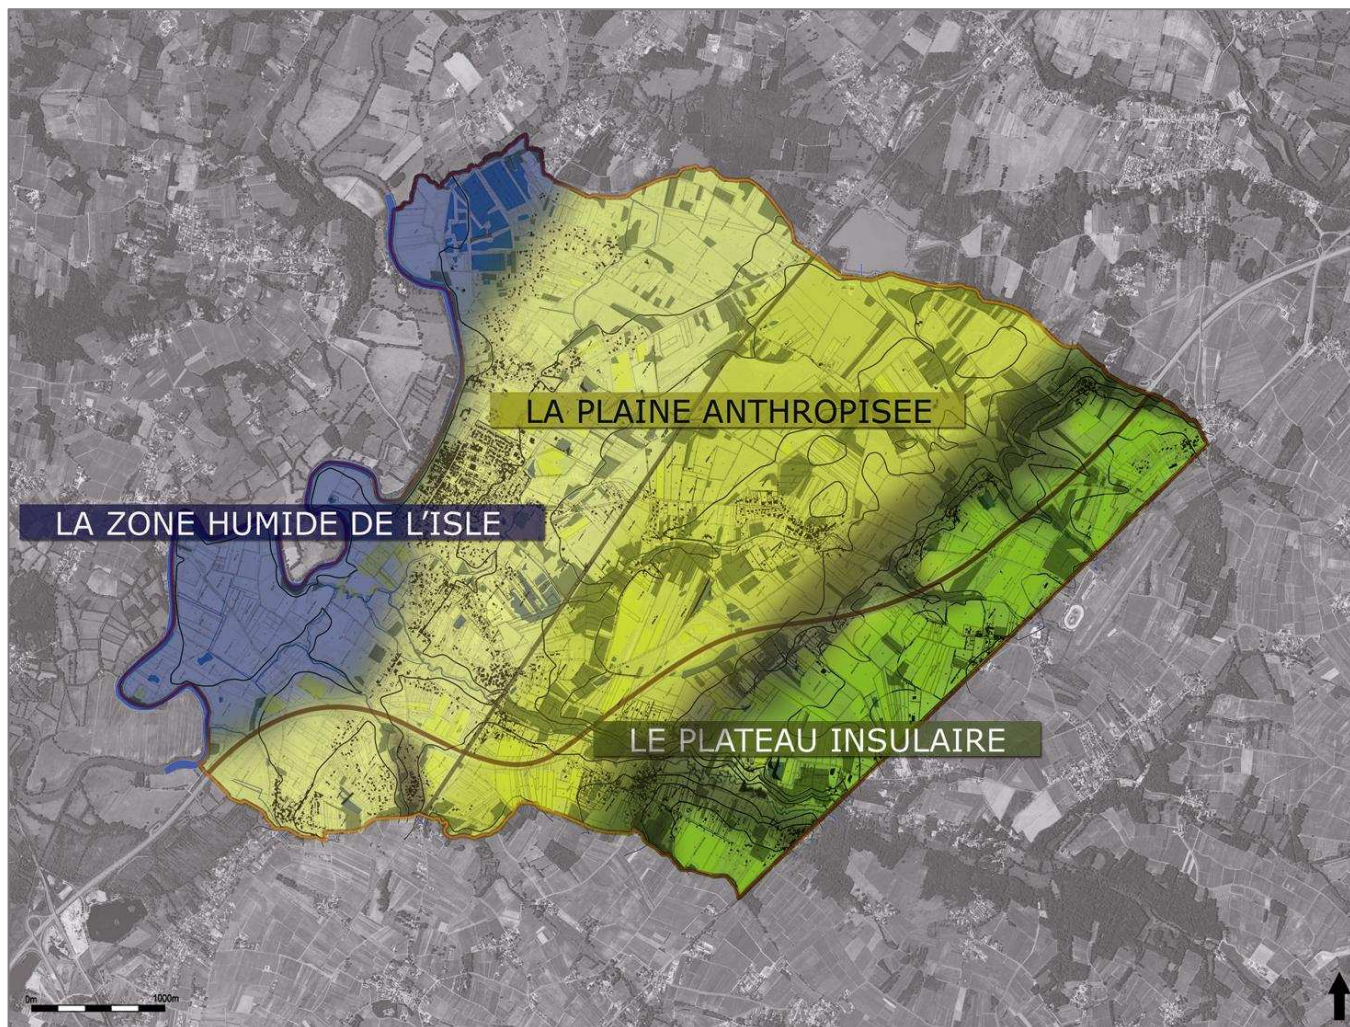 LA PLAINE ANTHROPISEE
LA ZONE HUMIDE DE L'ISLE
LE PLATEAU INSULAIRE
0m 1000m